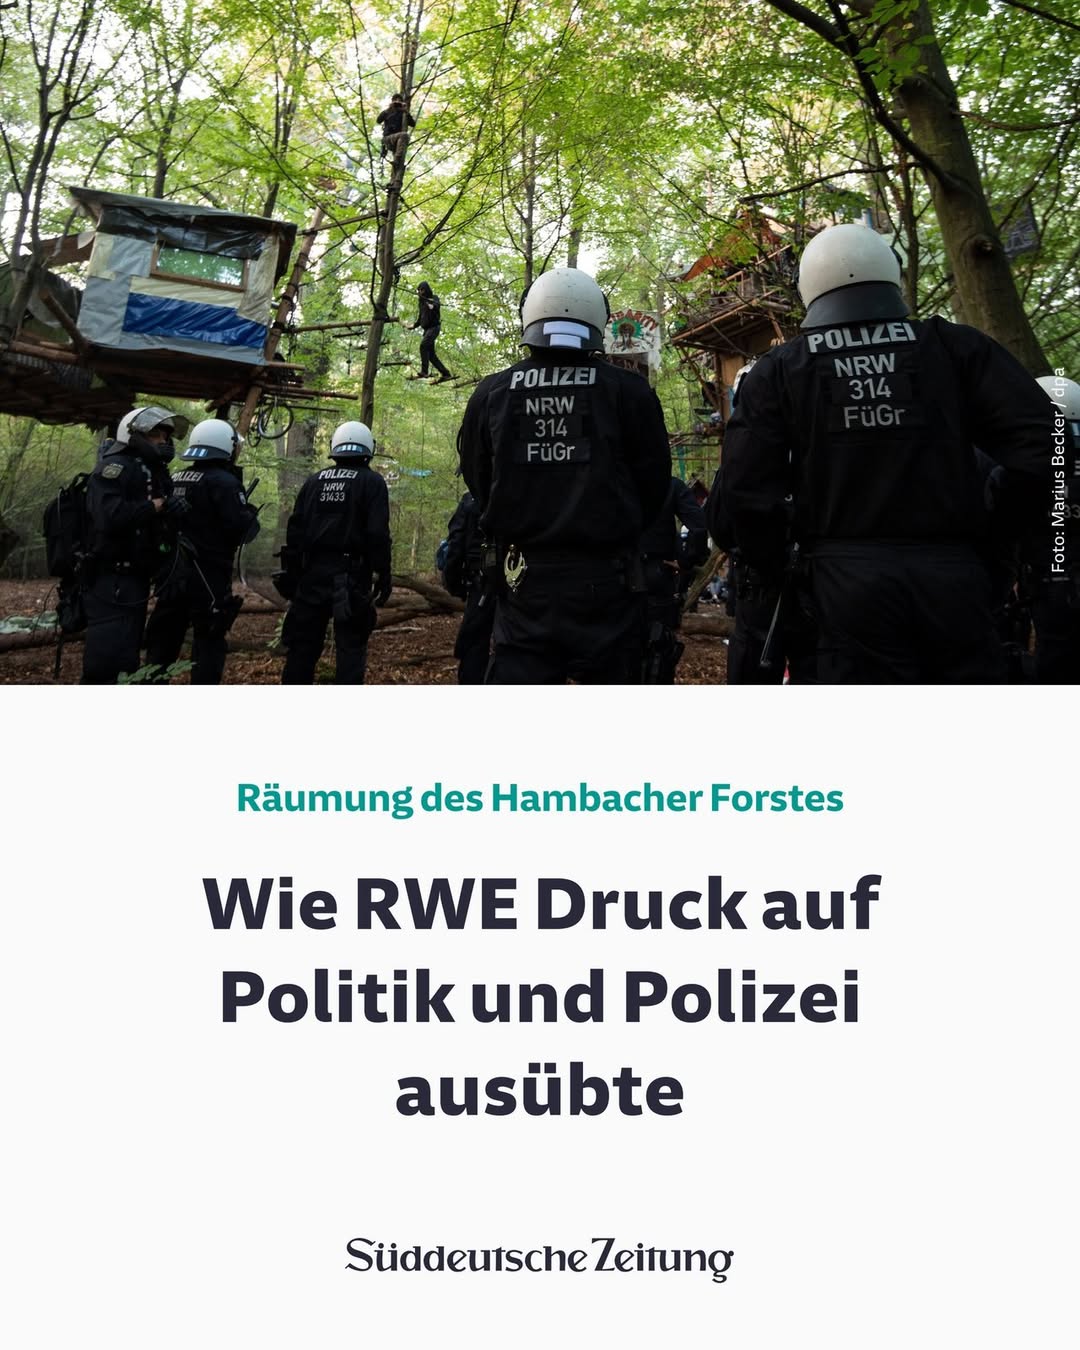 POLIZEI
NRW
314
FüGr
POLIZEI
NRW
314
FüGr
POLIZEI
NRW
31433
POLIZEI
Foto: Marius Becker / dpa
Räumung des Hambacher Forstes
Wie RWE Druck auf
Politik und Polizei
ausübte
Süddeutsche Zeitung